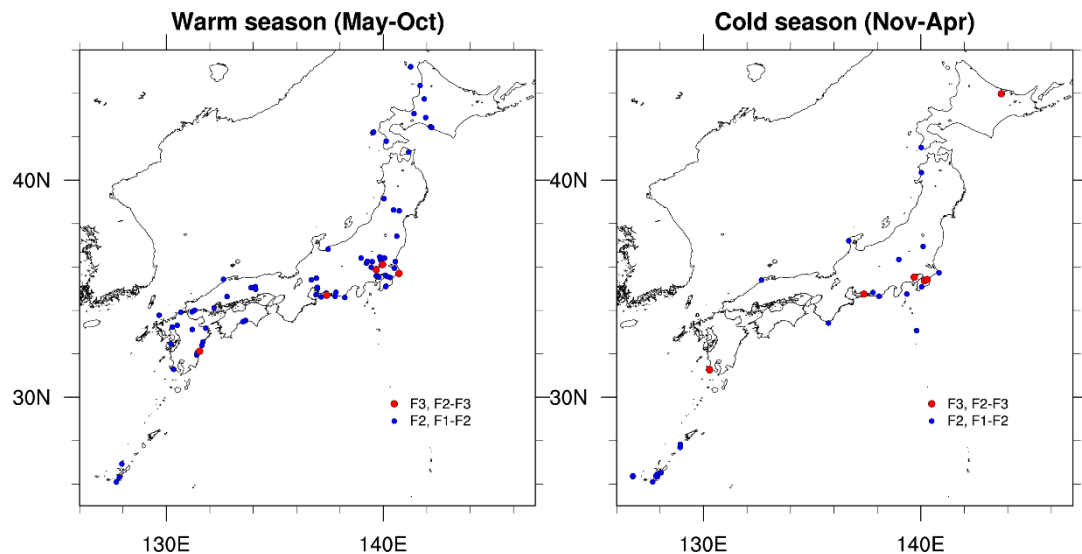 Warm season (May-Oct)
Cold season (Nov-Apr)
40N
40N
30N
30N
F3, F2-F3
F2, F1-F2
F3, F2-F3
F2, F1-F2
130E
140E
130E
140E